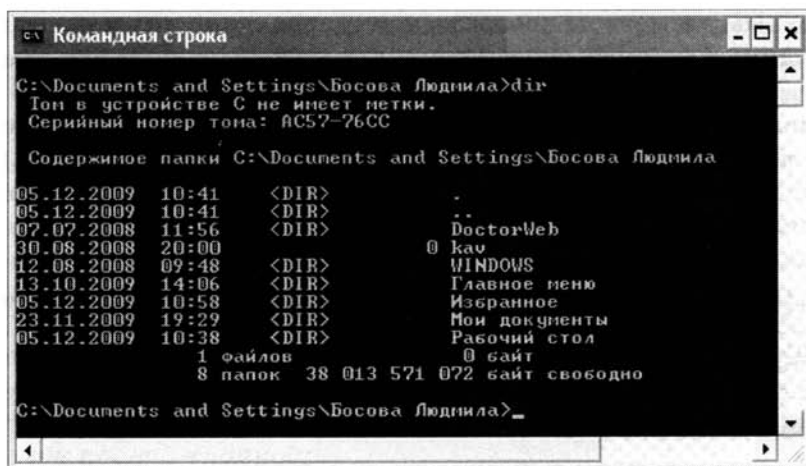 C:\ Командная строка
C:\Documents and Settings\Босова Людмила>dir
Том в устройстве C не имеет метки.
Серийный номер тома: AC57-76CC
Содержимое папки C:\Documents and Settings\Босова Людмила
05.12.2009 10:41 <DIR> .
05.12.2009 10:41 <DIR> ..
07.07.2008 11:56 <DIR> DoctorWeb
30.08.2008 20:00 0 kav
12.08.2008 09:48 <DIR> WINDOWS
13.10.2009 14:06 <DIR> Главное меню
05.12.2009 10:58 <DIR> Избранное
23.11.2009 19:29 <DIR> Мои документы
05.12.2009 10:38 <DIR> Рабочий стол
1 файлов 0 байт
8 папок 38 013 571 072 байт свободно
C:\Documents and Settings\Босова Людмила>_